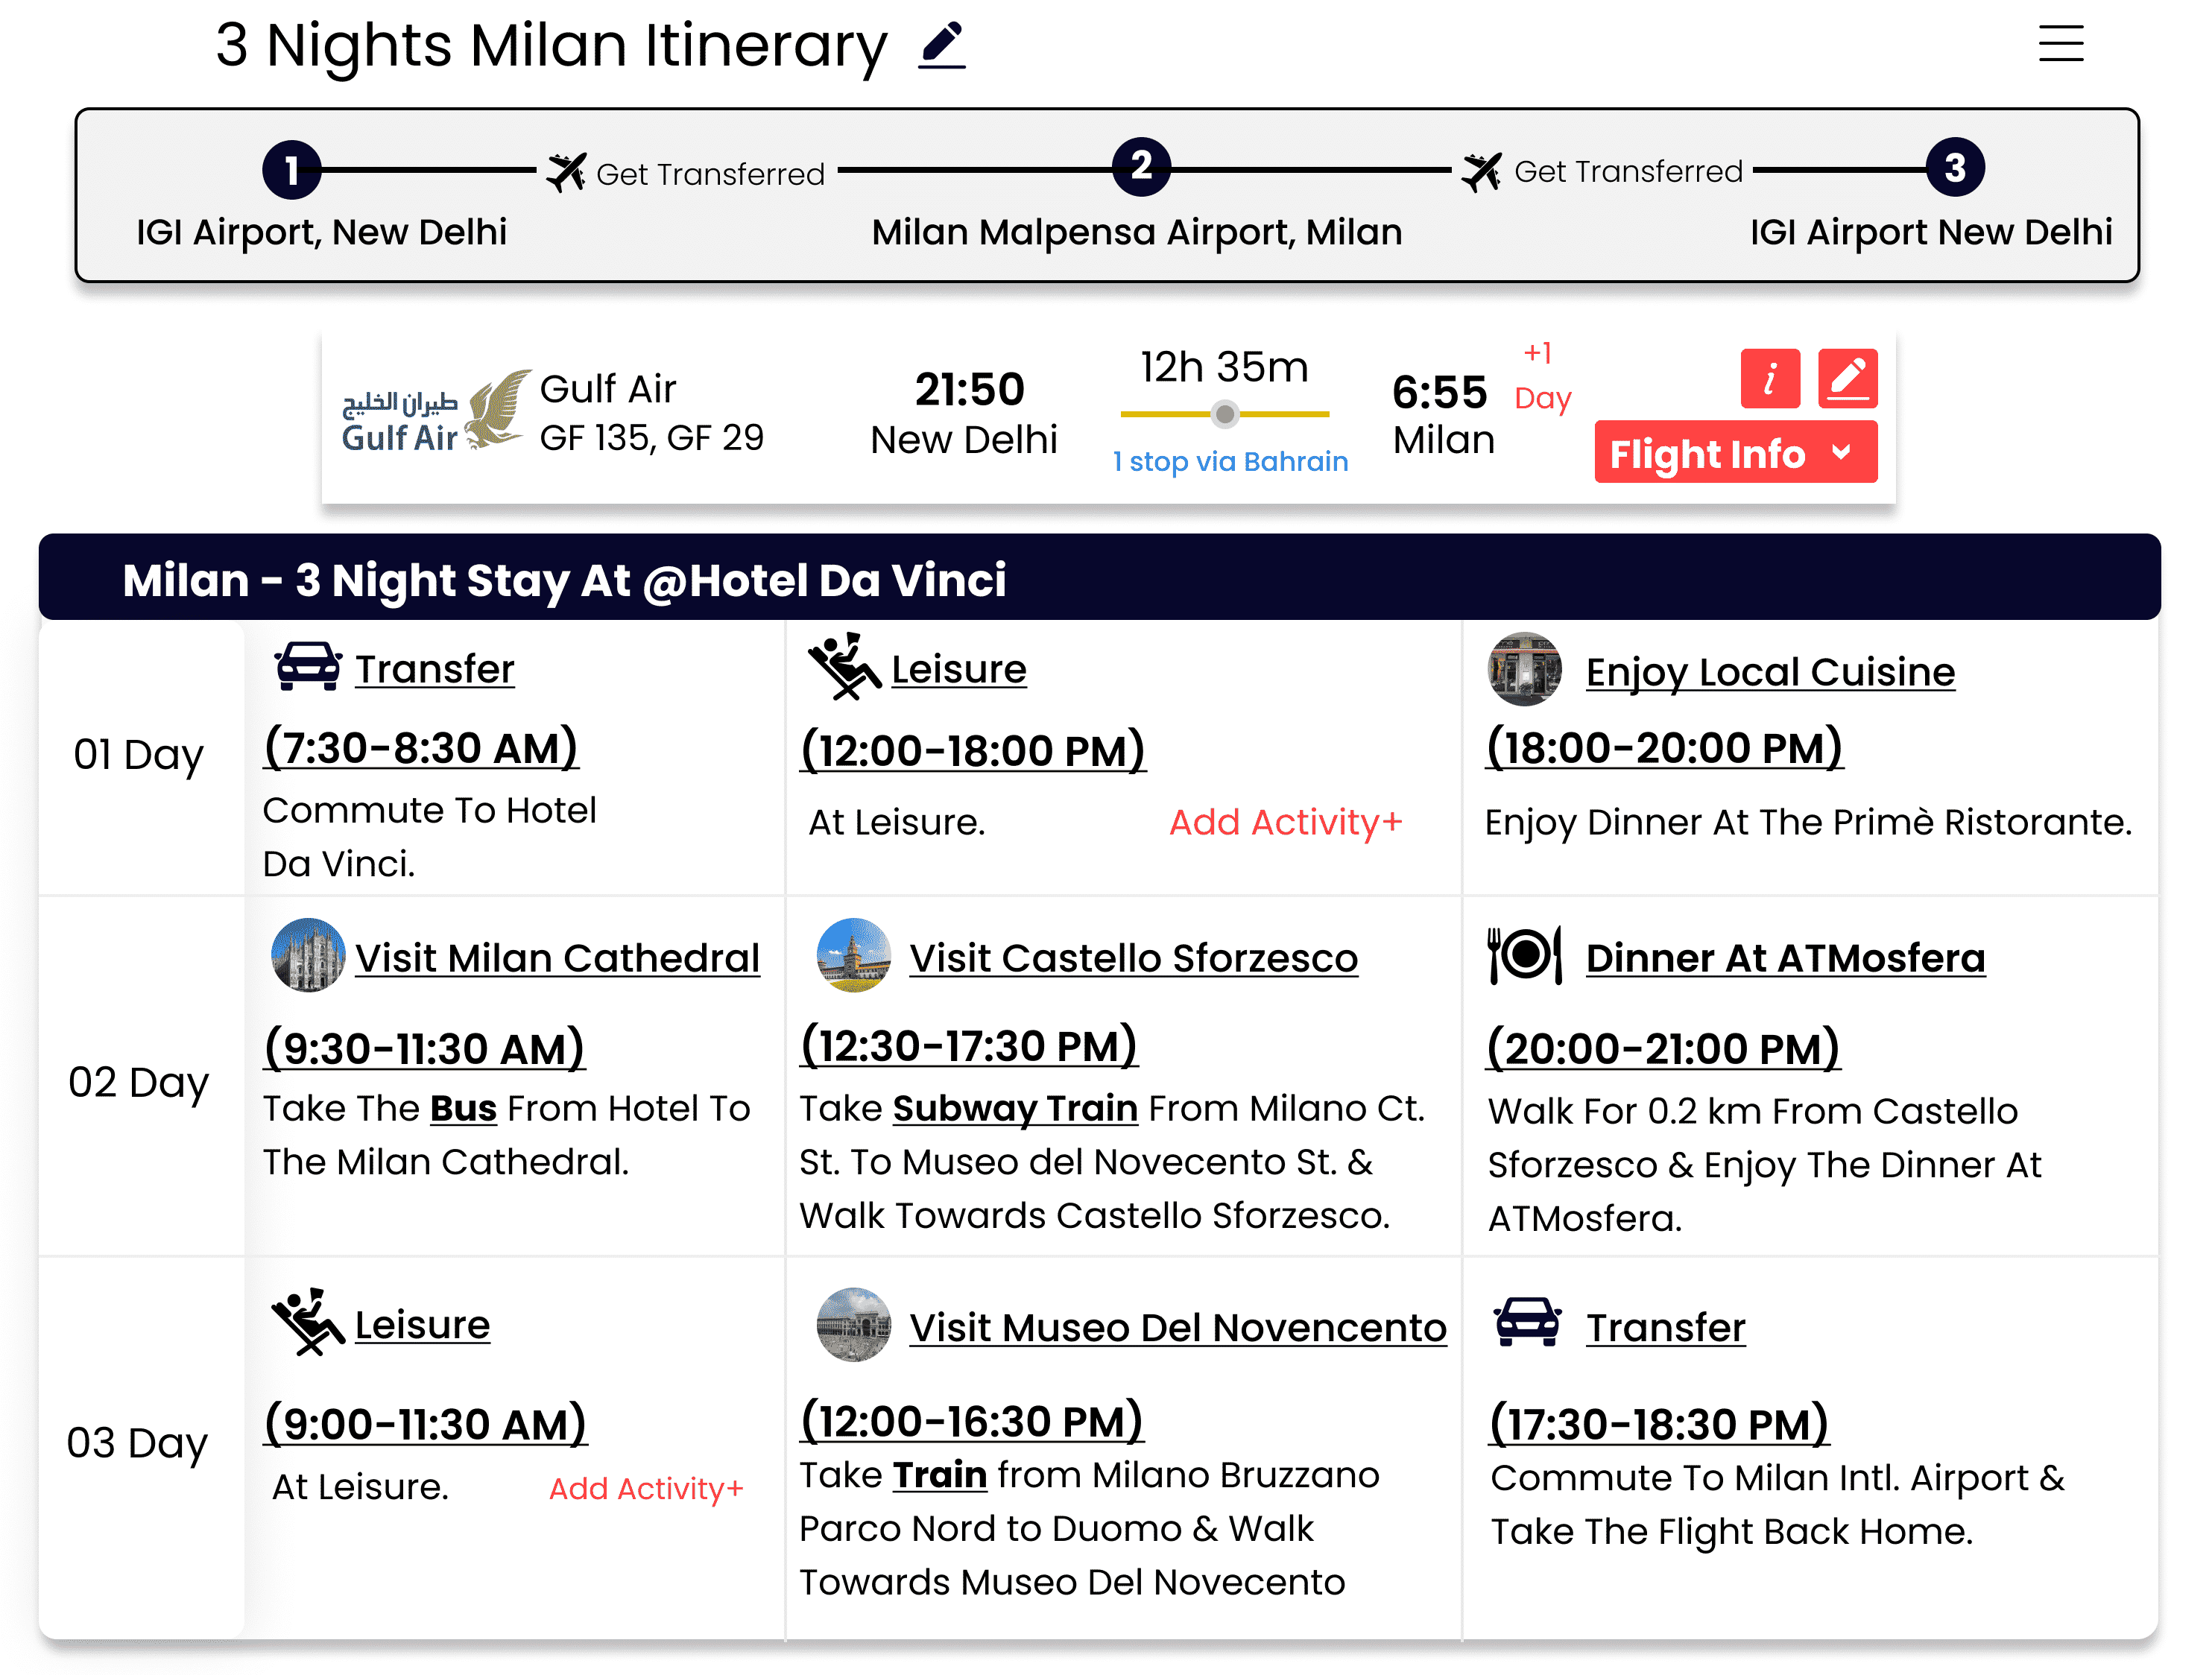 3 Nights Milan Itinerary
1
Get Transferred
2
Get Transferred
3
IGI Airport, New Delhi
Milan Malpensa Airport, Milan
IGI Airport New Delhi
طيران الخليج
Gulf Air
Gulf Air
GF 135, GF 29
21:50
New Delhi
12h 35m
1 stop via Bahrain
6:55
Milan
+1
Day
i
Flight Info
Milan - 3 Night Stay At @Hotel Da Vinci
01 Day
Transfer
(7:30-8:30 AM)
Commute To Hotel
Da Vinci.
Leisure
(12:00-18:00 PM)
At Leisure.
Add Activity+
Enjoy Local Cuisine
(18:00-20:00 PM)
Enjoy Dinner At The Primè Ristorante.
02 Day
Visit Milan Cathedral
(9:30-11:30 AM)
Take The Bus From Hotel To
The Milan Cathedral.
Visit Castello Sforzesco
(12:30-17:30 PM)
Take Subway Train From Milano Ct.
St. To Museo del Novecento St. &
Walk Towards Castello Sforzesco.
Dinner At ATMosfera
(20:00-21:00 PM)
Walk For 0.2 km From Castello
Sforzesco & Enjoy The Dinner At
ATMosfera.
03 Day
Leisure
(9:00-11:30 AM)
At Leisure.
Add Activity+
Visit Museo Del Novencento
(12:00-16:30 PM)
Take Train from Milano Bruzzano
Parco Nord to Duomo & Walk
Towards Museo Del Novecento
Transfer
(17:30-18:30 PM)
Commute To Milan Intl. Airport &
Take The Flight Back Home.